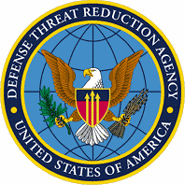 DEFENSE THREAT REDUCTION AGENCY
UNITED STATES OF AMERICA